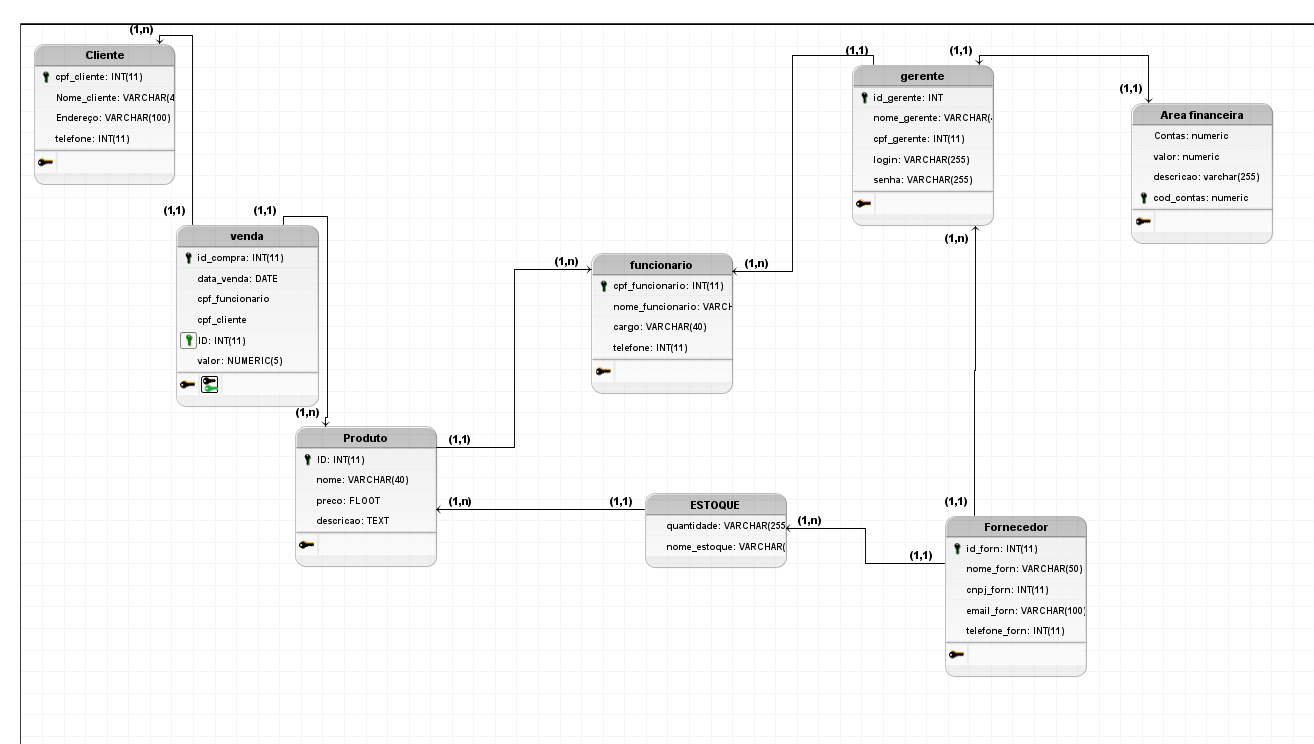 (1,n)
Cliente
cpf_cliente: INT(11)
Nome_cliente: VARCHAR(4
Endereço: VARCHAR(100)
telefone: INT(11)
(1,1)
(1,1)
venda
id_compra: INT(11)
data_venda: DATE
cpf_funcionario
cpf_cliente
ID: INT(11)
valor: NUMERIC(5)
(1,n)
Produto
ID: INT(11)
nome: VARCHAR(40)
preco: FLOOT
descricao: TEXT
(1,1)
(1,n)
(1,n)
funcionario
cpf_funcionario: INT(11)
nome_funcionario: VARCH
cargo: VARCHAR(40)
telefone: INT(11)
(1,n)
(1,1)
gerente
id_gerente: INT
nome_gerente: VARCHAR(
cpf_gerente: INT(11)
login: VARCHAR(255)
senha: VARCHAR(255)
(1,1)
(1,1)
Area financeira
Contas: numeric
valor: numeric
descricao: varchar(255)
cod_contas: numeric
(1,n)
(1,1)
ESTOQUE
quantidade: VARCHAR(255
nome_estoque: VARCHAR(
(1,n)
(1,1)
(1,1)
Fornecedor
id_forn: INT(11)
nome_forn: VARCHAR(50)
cnpj_forn: INT(11)
email_forn: VARCHAR(100)
telefone_forn: INT(11)